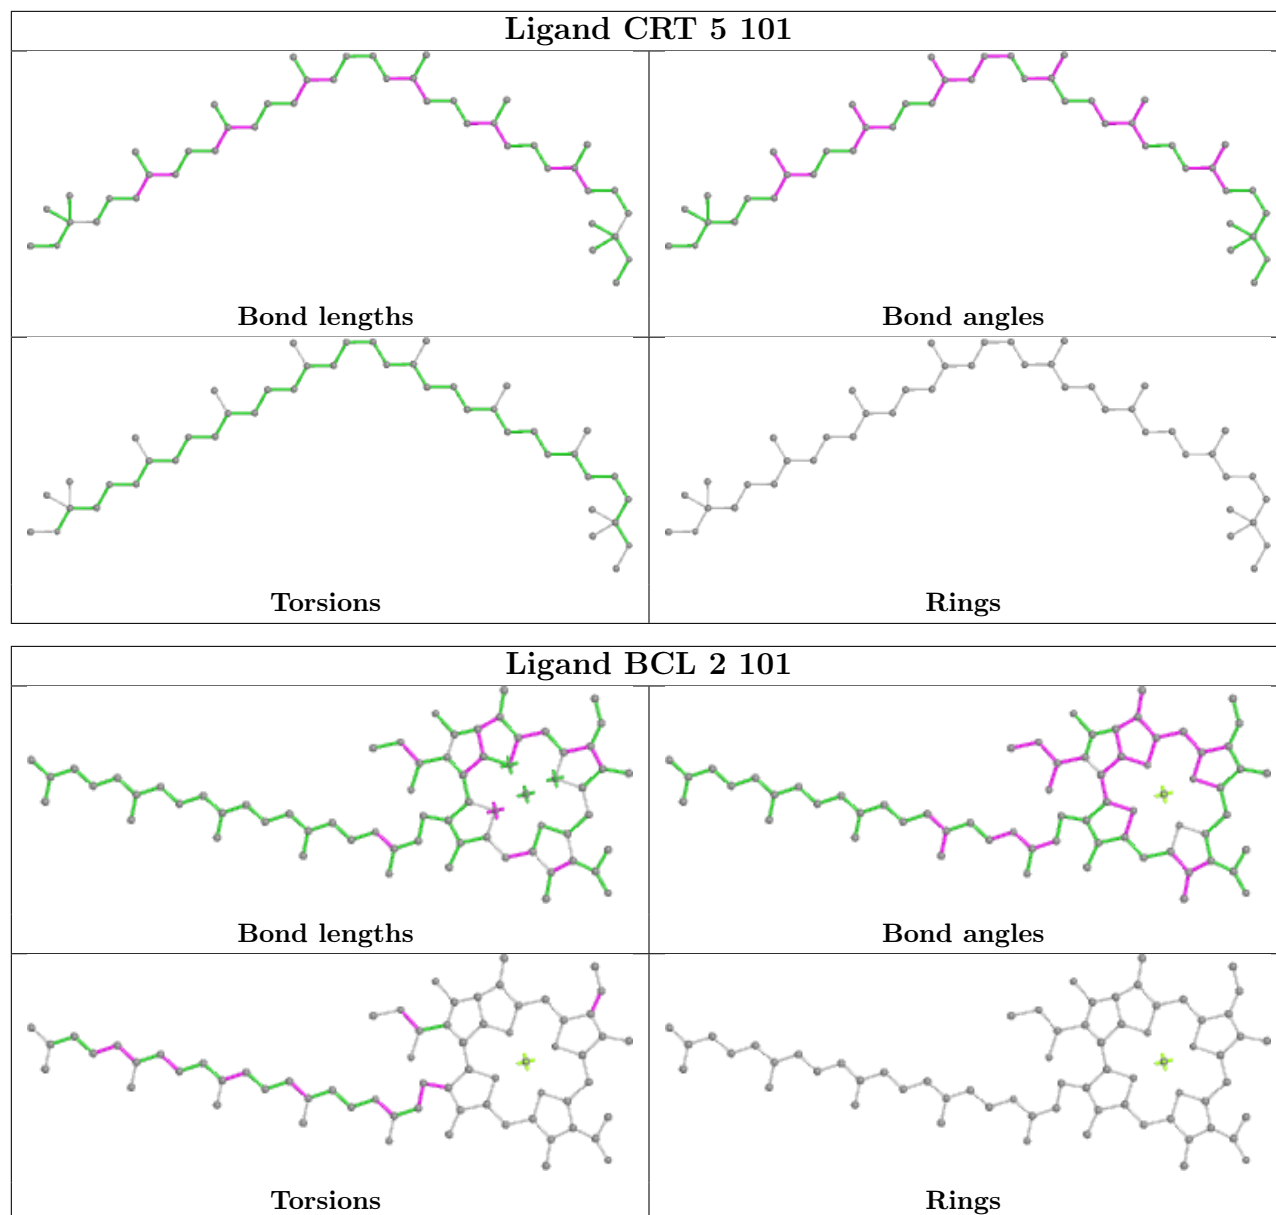 Ligand CRT 5 101
Bond lengths
Bond angles
Torsions
Rings
Ligand BCL 2 101
Bond lengths
Bond angles
Torsions
Rings